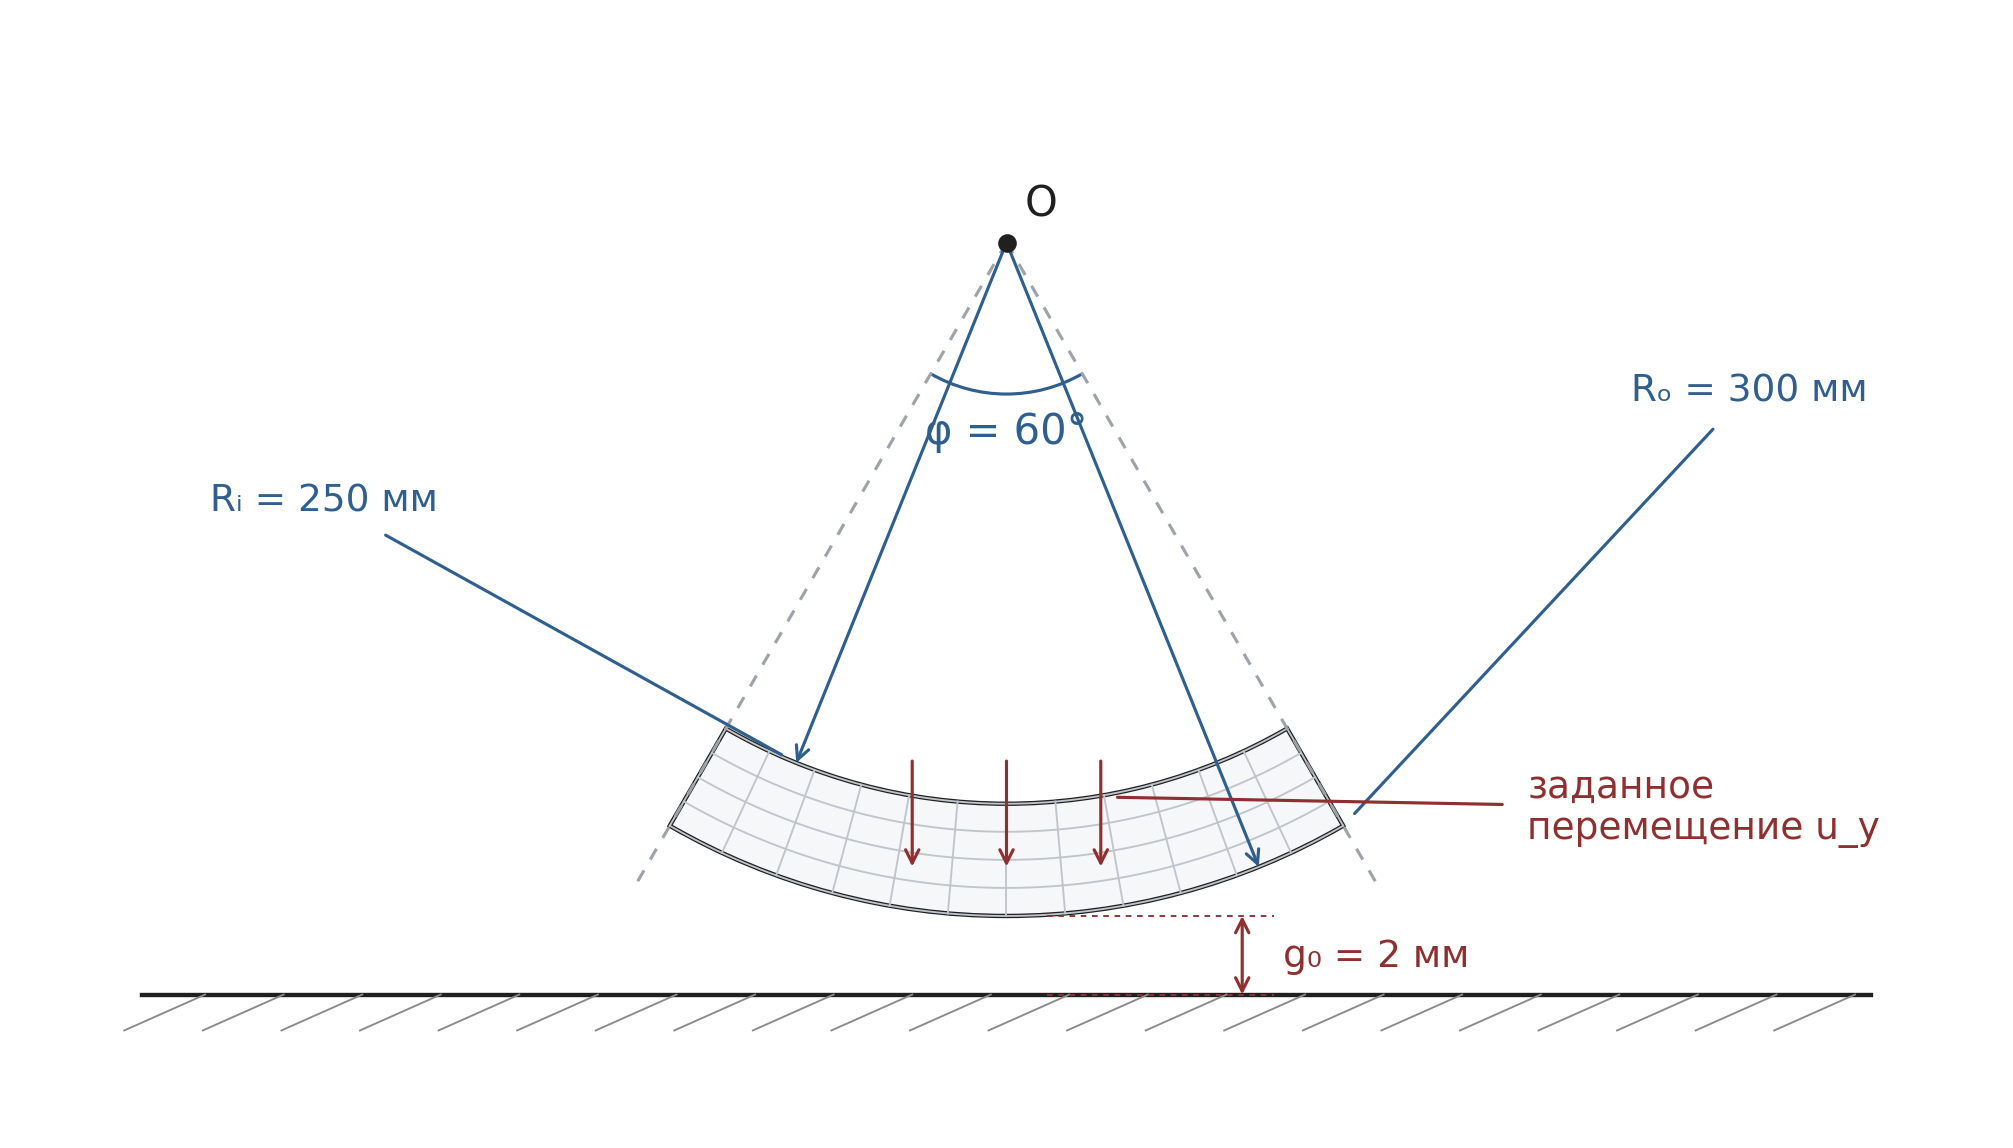 O
φ = 60°
Rₒ = 300 мм
Rᵢ = 250 мм
заданное
перемещение u_y
g₀ = 2 мм